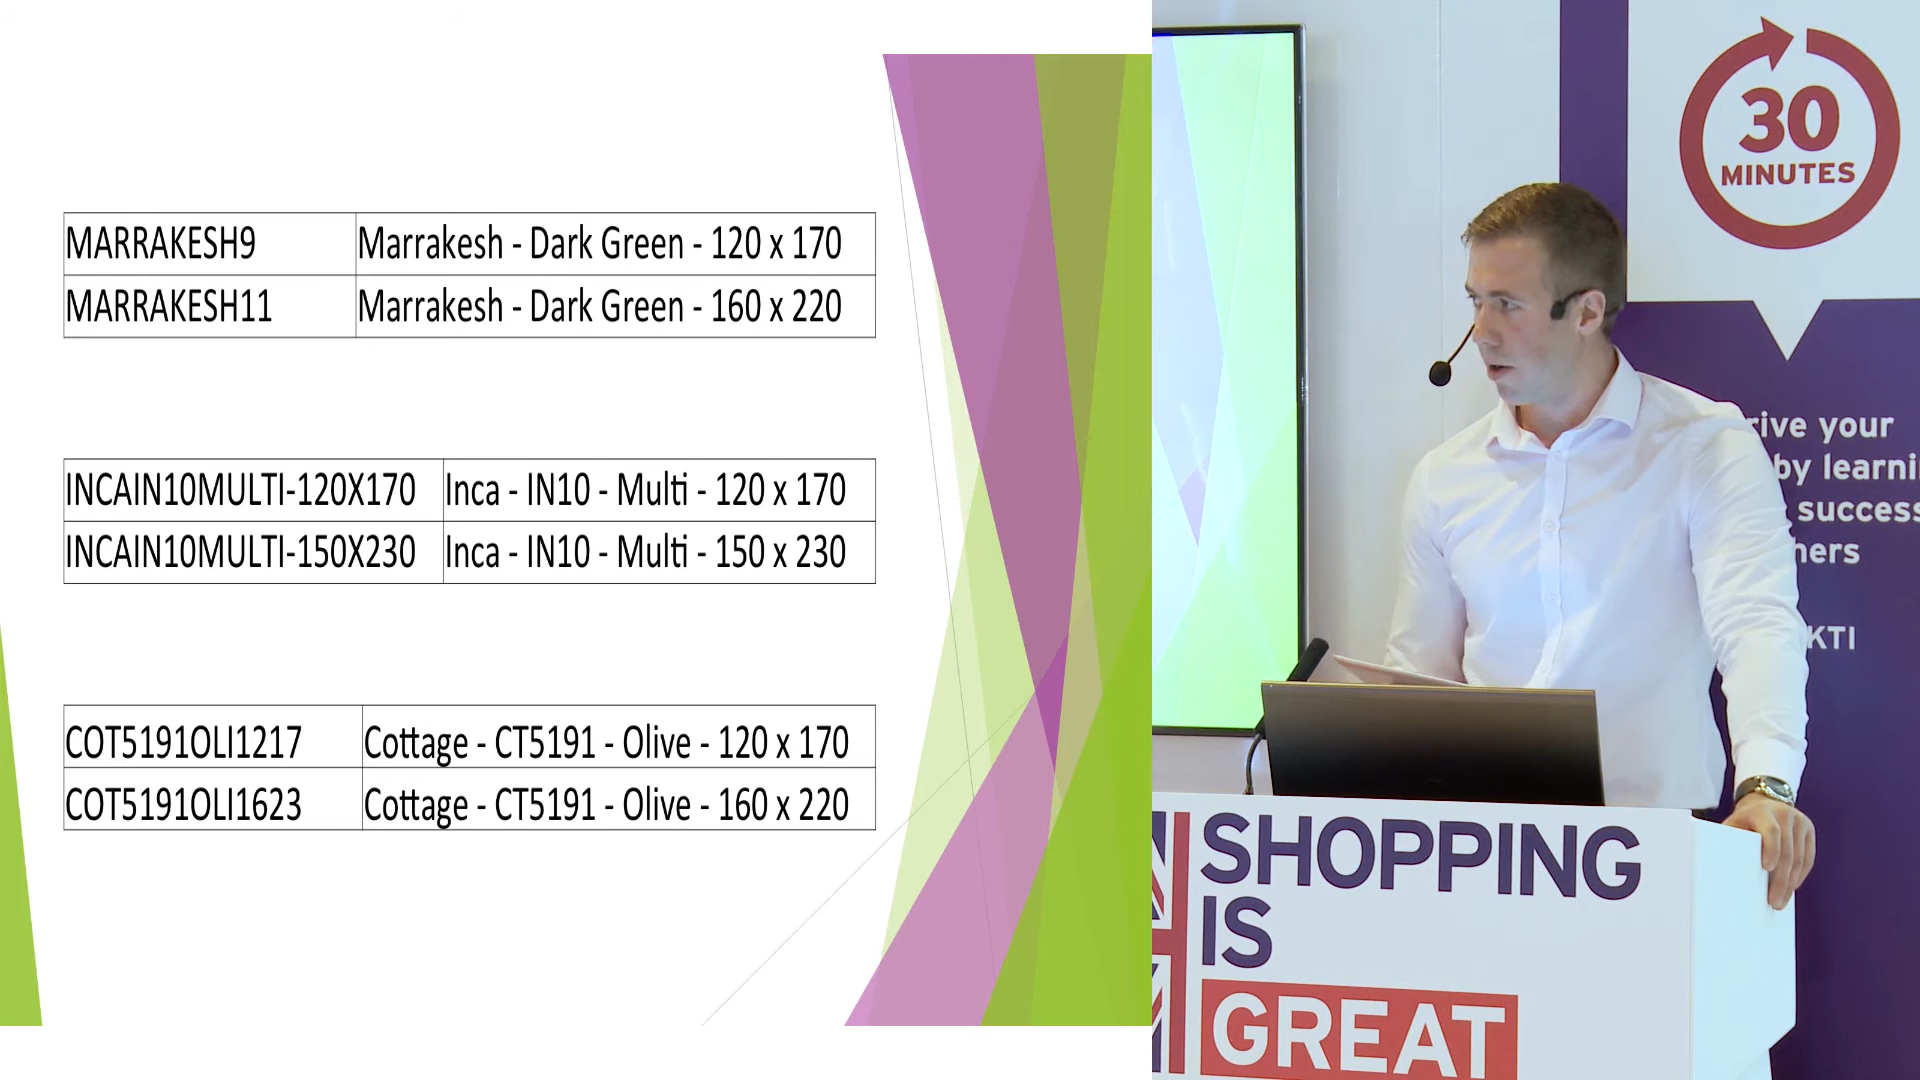 MARRAKESH9 Marrakesh - Dark Green - 120 x 170
MARRAKESH11 Marrakesh - Dark Green - 160 x 220
INCAIN10MULTI-120X170 Inca - IN10 - Multi - 120 x 170
INCAIN10MULTI-150X230 Inca - IN10 - Multi - 150 x 230
COT5191OLI1217 Cottage - CT5191 - Olive - 120 x 170
COT5191OLI1623 Cottage - CT5191 - Olive - 160 x 220
30
MINUTES
your
by
SHOPPING
IS
GREAT